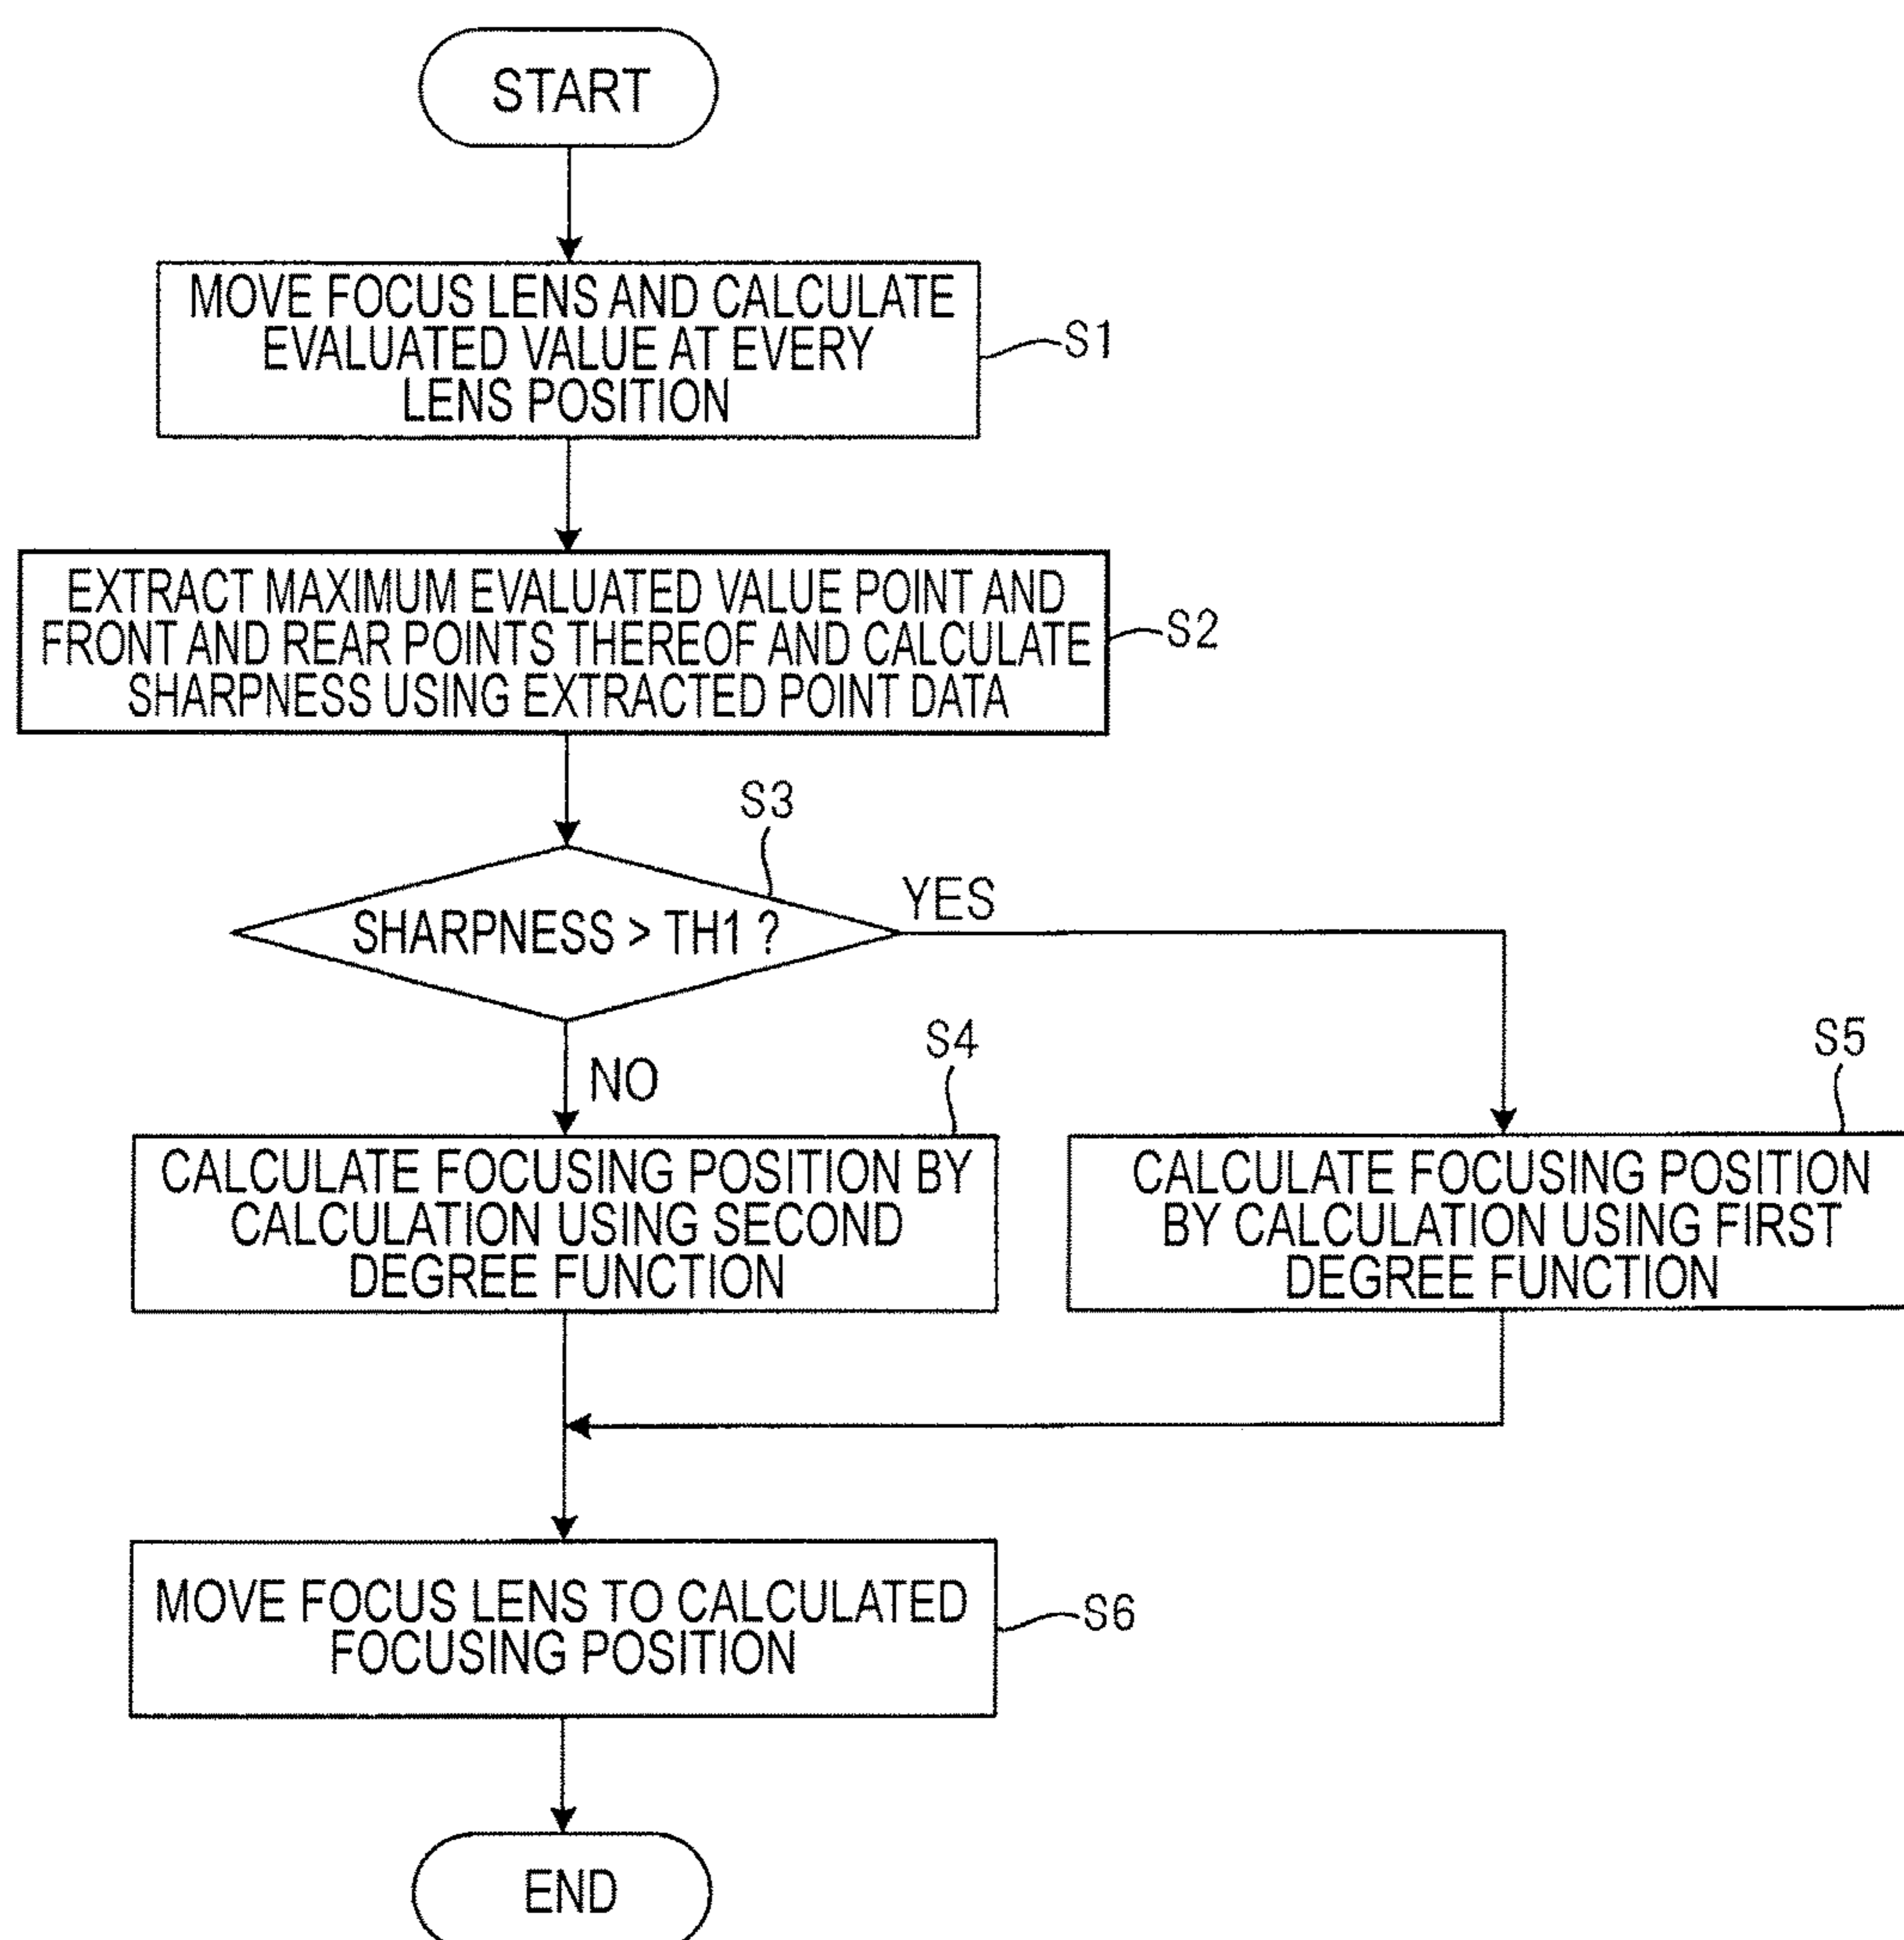 START
MOVE FOCUS LENS AND CALCULATE
EVALUATED VALUE AT EVERY
LENS POSITION
S1
EXTRACT MAXIMUM EVALUATED VALUE POINT AND
FRONT AND REAR POINTS THEREOF AND CALCULATE
SHARPNESS USING EXTRACTED POINT DATA
S2
S3
SHARPNESS > TH1 ?
YES
NO
S4
CALCULATE FOCUSING POSITION BY
CALCULATION USING SECOND
DEGREE FUNCTION
S5
CALCULATE FOCUSING POSITION
BY CALCULATION USING FIRST
DEGREE FUNCTION
MOVE FOCUS LENS TO CALCULATED
FOCUSING POSITION
S6
END